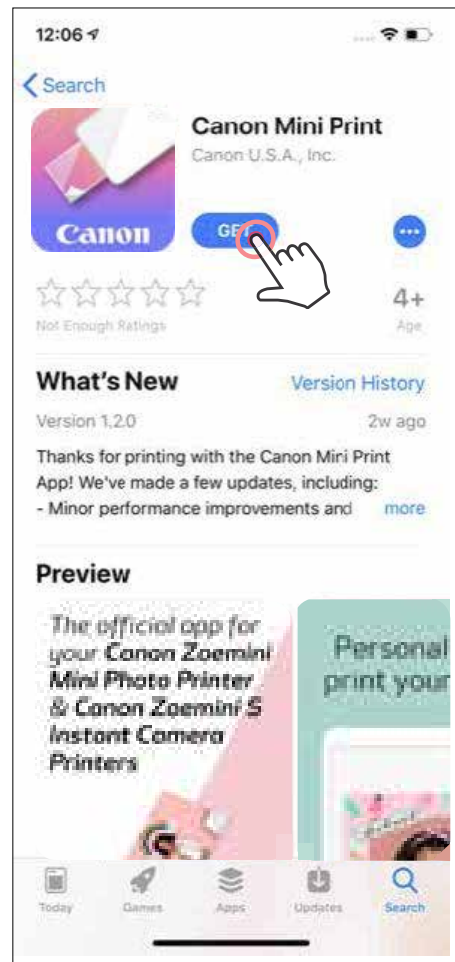 12:06
Search
Canon Mini Print
Canon U.S.A., Inc.
Canon
GET
4+
Not Enough Ratings
Age
What's New
Version History
Version 1.2.0
2w ago
Thanks for printing with the Canon Mini Print
App! We've made a few updates, including:
- Minor performance improvements and more
Preview
The official app for
your Canon Zoemini
Mini Photo Printer
& Canon Zoemini S
Instant Camera
Printers
Personal
print your
Today
Games
Apps
Updates
Search